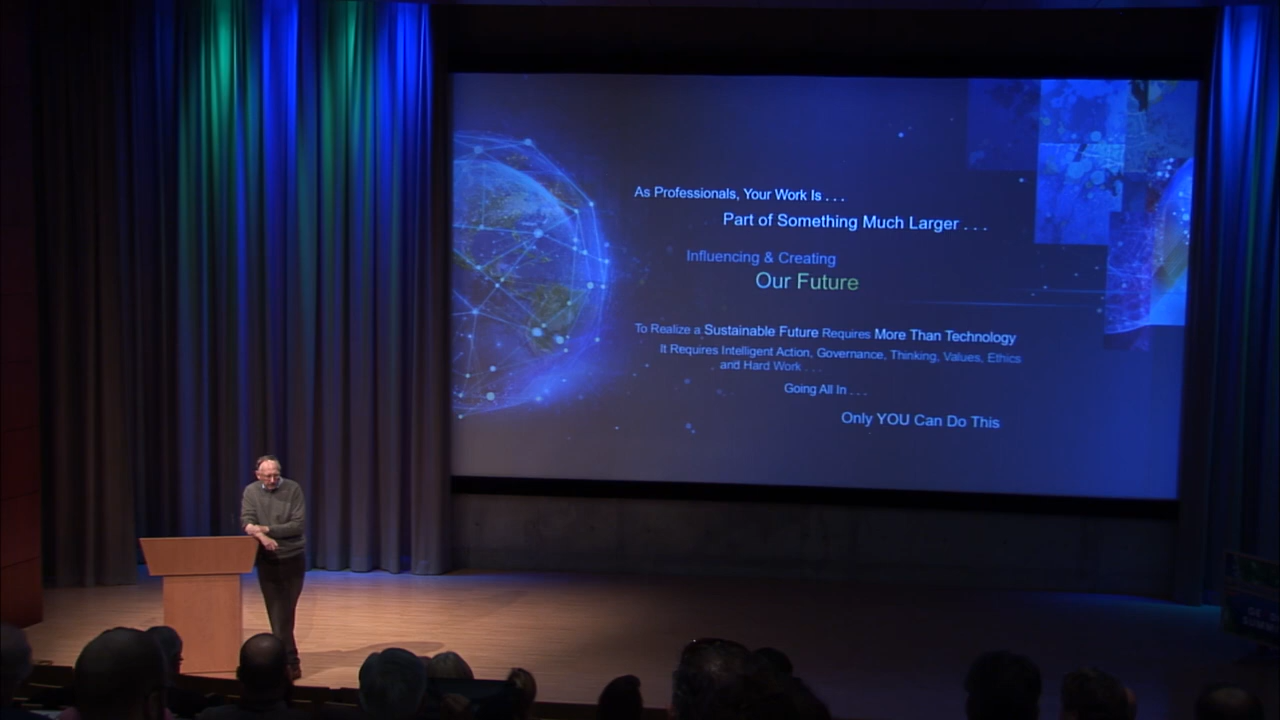 As Professionals, Your Work Is . . .
Part of Something Much Larger . . .
Influencing & Creating
Our Future
To Realize a Sustainable Future Requires More Than Technology
It Requires Intelligent Action, Governance, Thinking, Values, Ethics
and Hard Work . . .
Going All In . . .
Only YOU Can Do This